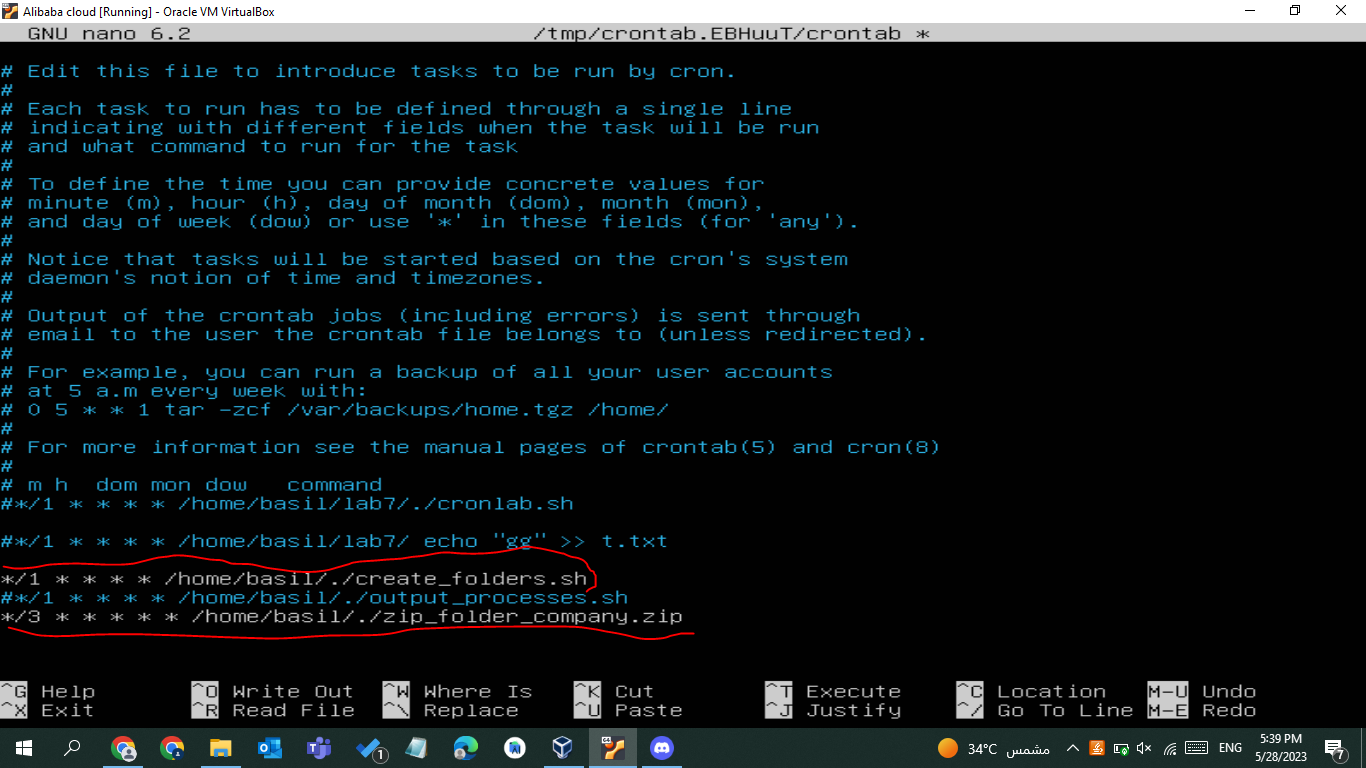 Alibaba cloud [Running] - Oracle VM VirtualBox
GNU nano 6.2 /tmp/crontab.EBHuuT/crontab *
# Edit this file to introduce tasks to be run by cron.
#
# Each task to run has to be defined through a single line
# indicating with different fields when the task will be run
# and what command to run for the task
#
# To define the time you can provide concrete values for
# minute (m), hour (h), day of month (dom), month (mon),
# and day of week (dow) or use '*' in these fields (for 'any').
#
# Notice that tasks will be started based on the cron's system
# daemon's notion of time and timezones.
#
# Output of the crontab jobs (including errors) is sent through
# email to the user the crontab file belongs to (unless redirected).
#
# For example, you can run a backup of all your user accounts
# at 5 a.m every week with:
# 0 5 * * 1 tar -zcf /var/backups/home.tgz /home/
#
# For more information see the manual pages of crontab(5) and cron(8)
#
# m h  dom mon dow   command
#*/1 * * * * /home/basil/lab7/./cronlab.sh
#*/1 * * * * /home/basil/lab7/ echo "gg" >>  t.txt
*/1 * * * * /home/basil/./create_folders.sh
#*/1 * * * * /home/basil/./output_processes.sh
*/3 * * * * * /home/basil/./zip_folder_company.zip
^G Help ^O Write Out ^W Where Is ^K Cut ^T Execute ^C Location M-U Undo
^X Exit ^R Read File ^\ Replace ^U Paste ^J Justify ^/ Go To Line M-E Redo
34°C مشمس ENG 5:39 PM
5/28/2023
1
7